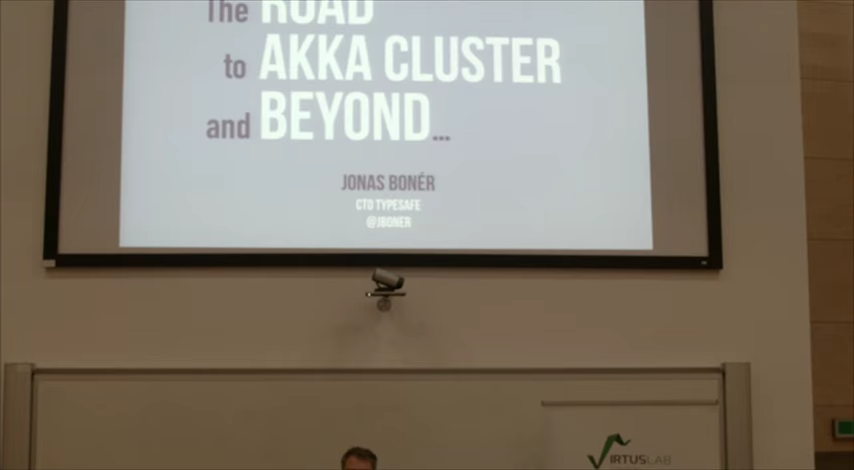 The ROAD
to AKKA CLUSTER
and BEYOND...
JONAS BONÉR
CTO TYPESAFE
@JBONER
VIRTUSLAB